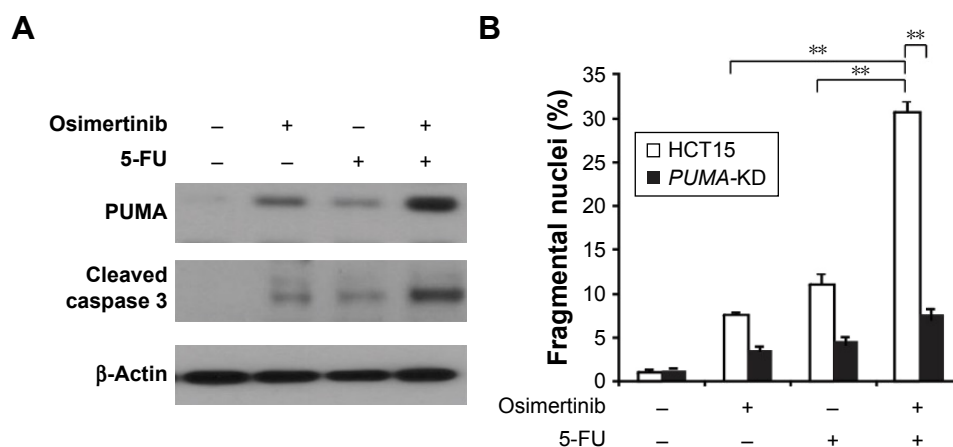 A
Osimertinib – + – +
5-FU – – + +
PUMA
Cleaved
caspase 3
β-Actin
B
** **
**
Fragmental nuclei (%)
35
30
25
20
15
10
5
0
HCT15
PUMA-KD
Osimertinib – + – +
5-FU – – + +